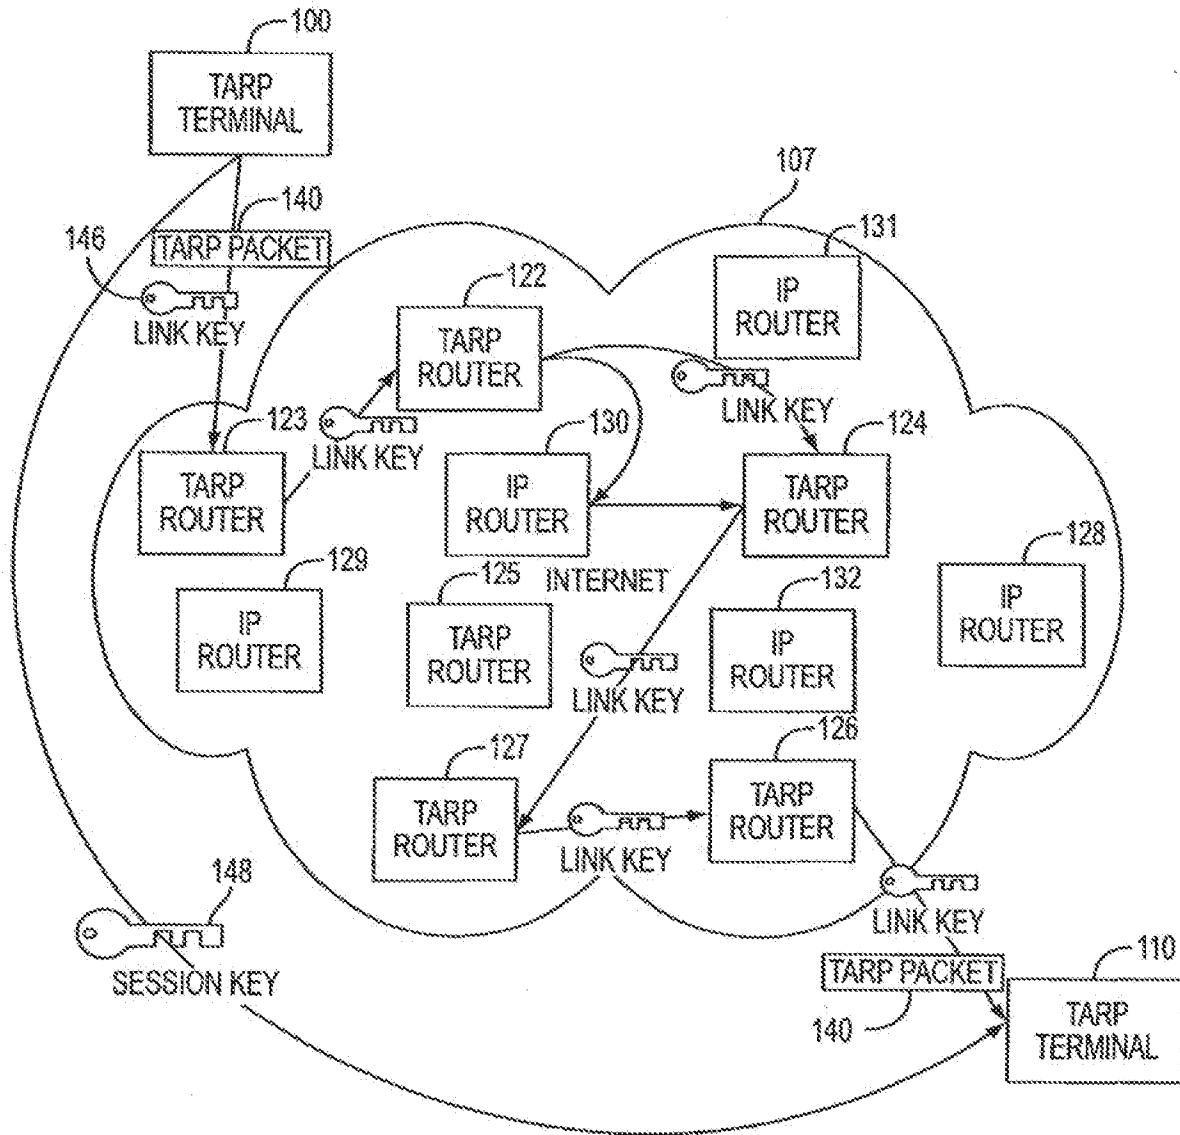 100
TARP
TERMINAL
140
TARP PACKET
146
LINK KEY
107
131
IP
ROUTER
122
TARP
ROUTER
LINK KEY
123
TARP
ROUTER
LINK KEY
130
IP
ROUTER
124
TARP
ROUTER
129
IP
ROUTER
INTERNET
125
TARP
ROUTER
132
IP
ROUTER
128
IP
ROUTER
LINK KEY
127
TARP
ROUTER
LINK KEY
126
TARP
ROUTER
LINK KEY
148
SESSION KEY
TARP PACKET
140
110
TARP
TERMINAL